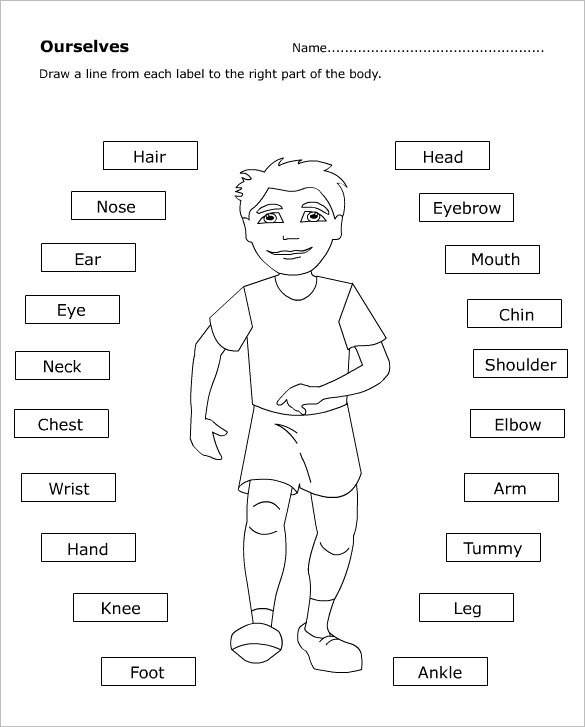 Ourselves
Name..................................................
Draw a line from each label to the right part of the body.
Hair
Head
Nose
Eyebrow
Ear
Mouth
Eye
Chin
Neck
Shoulder
Chest
Elbow
Wrist
Arm
Hand
Tummy
Knee
Leg
Foot
Ankle